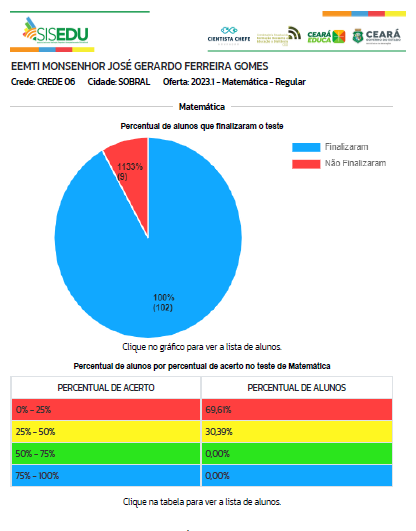 SISEDU
CIENTISTA CHEFE
CEARÁ EDUCA
CEARÁ
GOVERNO DO ESTADO
EEMTI MONSENHOR JOSÉ GERARDO FERREIRA GOMES
Crede: CREDE 06 Cidade: SOBRAL Oferta: 2023.1 - Matemática - Regular
Matemática
Percentual de alunos que finalizaram o teste
Finalizaram
Não Finalizaram
1133%
(9)
100%
(102)
Clique no gráfico para ver a lista de alunos.
Percentual de alunos por percentual de acerto no teste de Matemática
PERCENTUAL DE ACERTO PERCENTUAL DE ALUNOS
0% - 25% 69,61%
25% - 50% 30,39%
50% - 75% 0,00%
75% - 100% 0,00%
Clique na tabela para ver a lista de alunos.